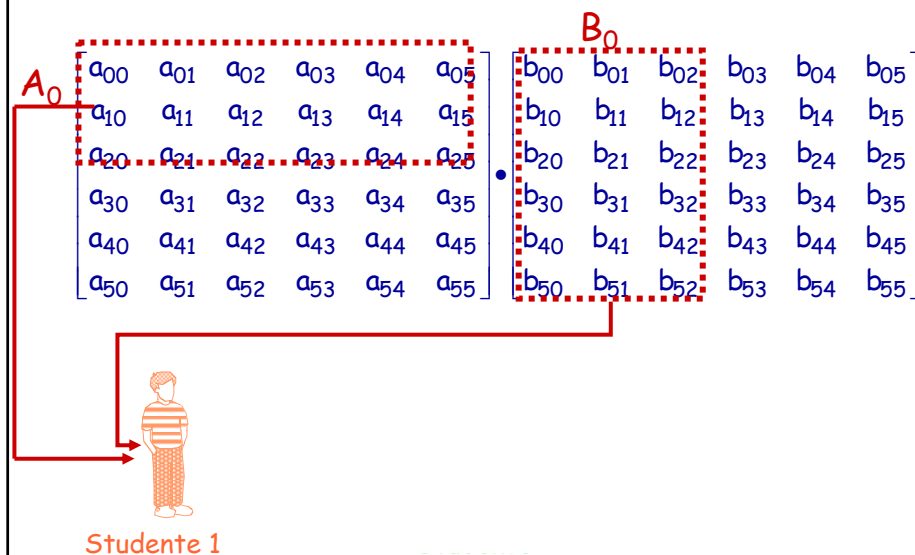 B₀
A₀
a₀₀ a₀₁ a₀₂ a₀₃ a₀₄ a₀₅ b₀₀ b₀₁ b₀₂ b₀₃ b₀₄ b₀₅
a₁₀ a₁₁ a₁₂ a₁₃ a₁₄ a₁₅ b₁₀ b₁₁ b₁₂ b₁₃ b₁₄ b₁₅
a₂₀ a₂₁ a₂₂ a₂₃ a₂₄ a₂₅ • b₂₀ b₂₁ b₂₂ b₂₃ b₂₄ b₂₅
a₃₀ a₃₁ a₃₂ a₃₃ a₃₄ a₃₅ b₃₀ b₃₁ b₃₂ b₃₃ b₃₄ b₃₅
a₄₀ a₄₁ a₄₂ a₄₃ a₄₄ a₄₅ b₄₀ b₄₁ b₄₂ b₄₃ b₄₄ b₄₅
a₅₀ a₅₁ a₅₂ a₅₃ a₅₄ a₅₅ b₅₀ b₅₁ b₅₂ b₅₃ b₅₄ b₅₅
Studente 1